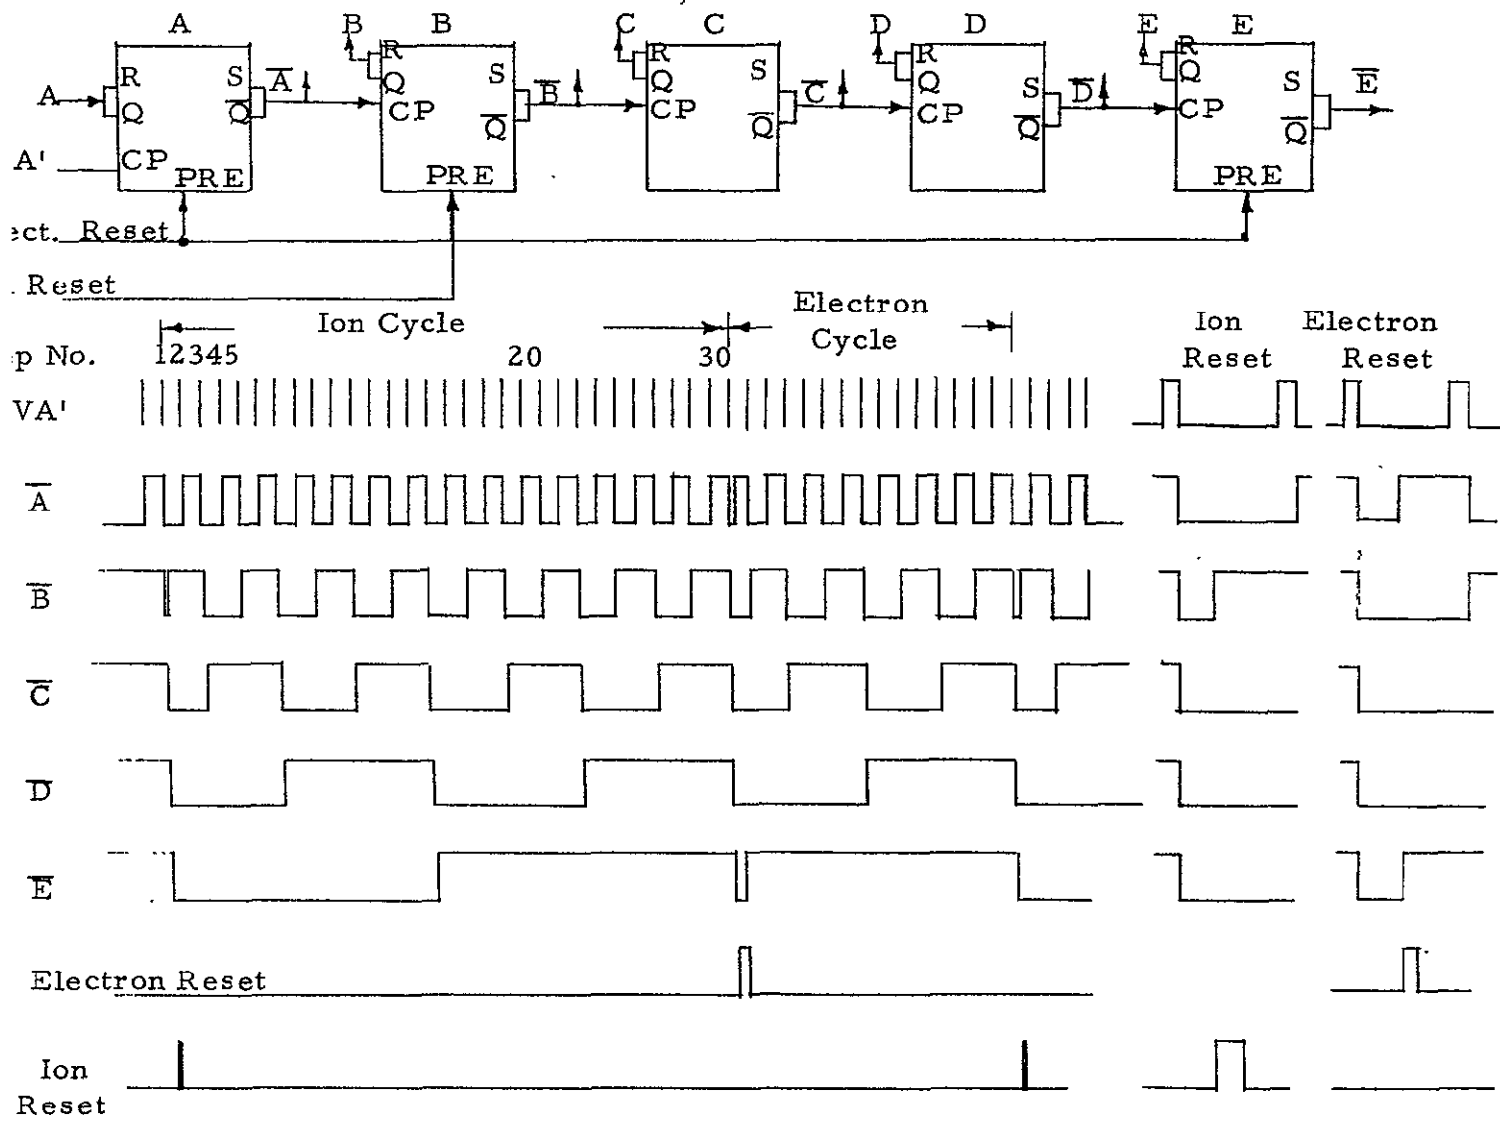 A B B C C D D E E
R S A̅ R S B̅ R S C̅ R S D̅ R S E̅
A Q Q̅ Q Q Q Q
CP Q̅ CP Q̅ CP Q̅ CP Q̅
A' CP PRE PRE PRE
ect. Reset
. Reset
Ion Cycle Electron Cycle Ion Reset Electron Reset
p No. 12345 20 30
VA'
A̅
B̅
C̅
D̅
E̅
Electron Reset
Ion
Reset